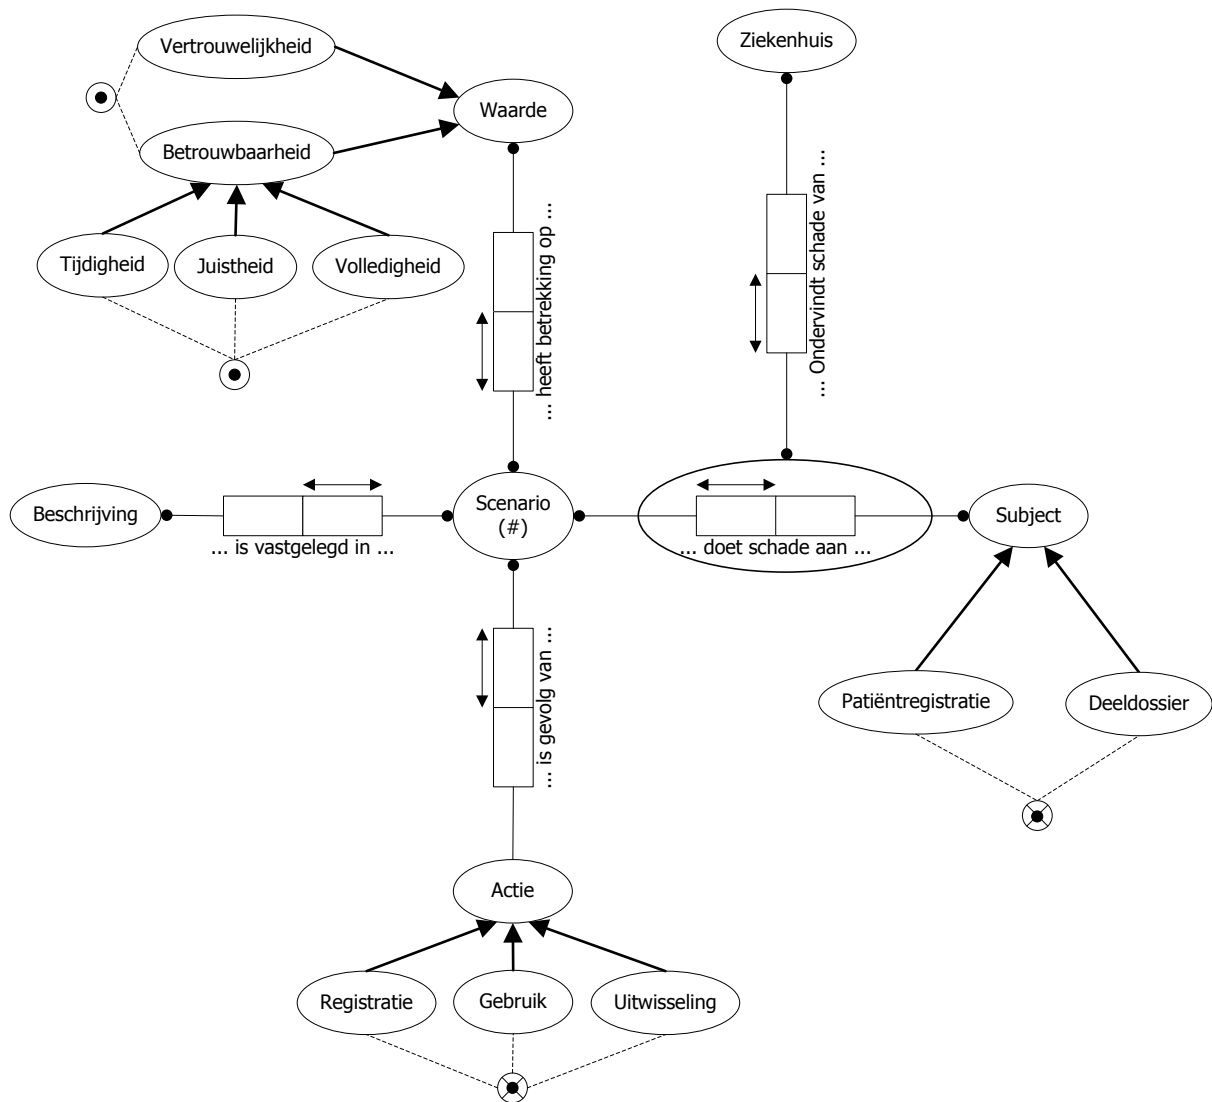 Vertrouwelijkheid
Ziekenhuis
Waarde
Betrouwbaarheid
Tijdigheid
Juistheid
Volledigheid
... heeft betrekking op ...
... Ondervindt schade van ...
Beschrijving
... is vastgelegd in ...
Scenario
(#)
... doet schade aan ...
Subject
... is gevolg van ...
Patiëntregistratie
Deeldossier
Actie
Registratie
Gebruik
Uitwisseling